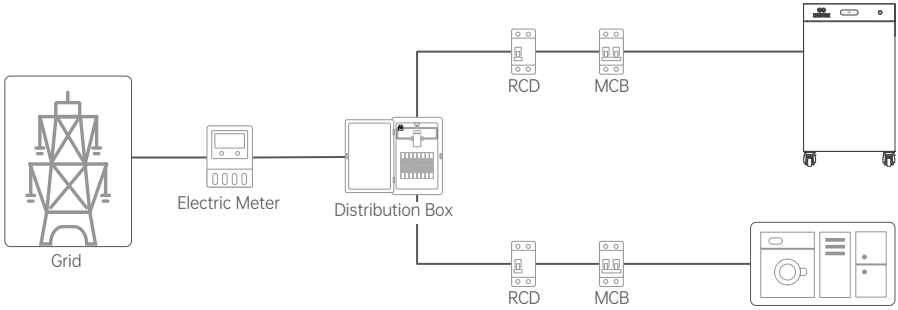 RCD MCB
Electric Meter
Distribution Box
Grid
RCD MCB